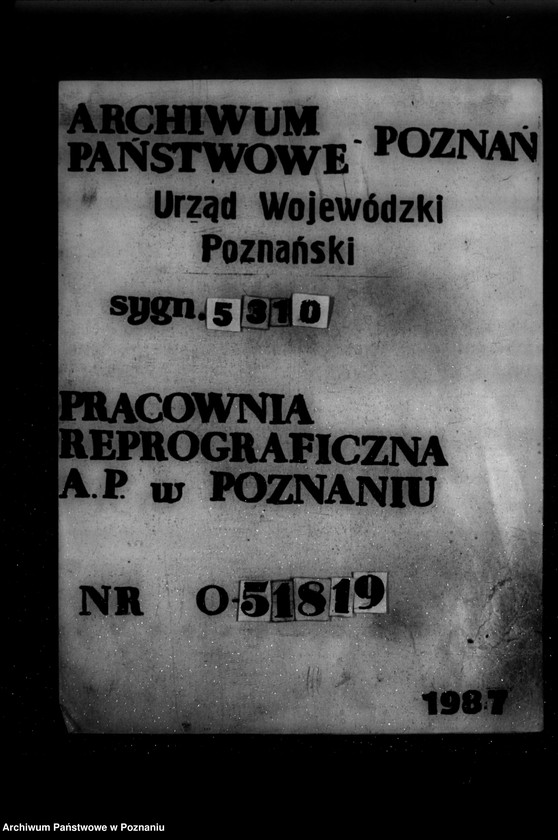 ARCHIWUM
PAŃSTWOWE - POZNAŃ
Urząd Wojewódzki
Poznański
sygn. 5310
PRACOWNIA
REPROGRAFICZNA
A.P. w POZNANIU
NR O-51819
1987
Archiwum Państwowe w Poznaniu